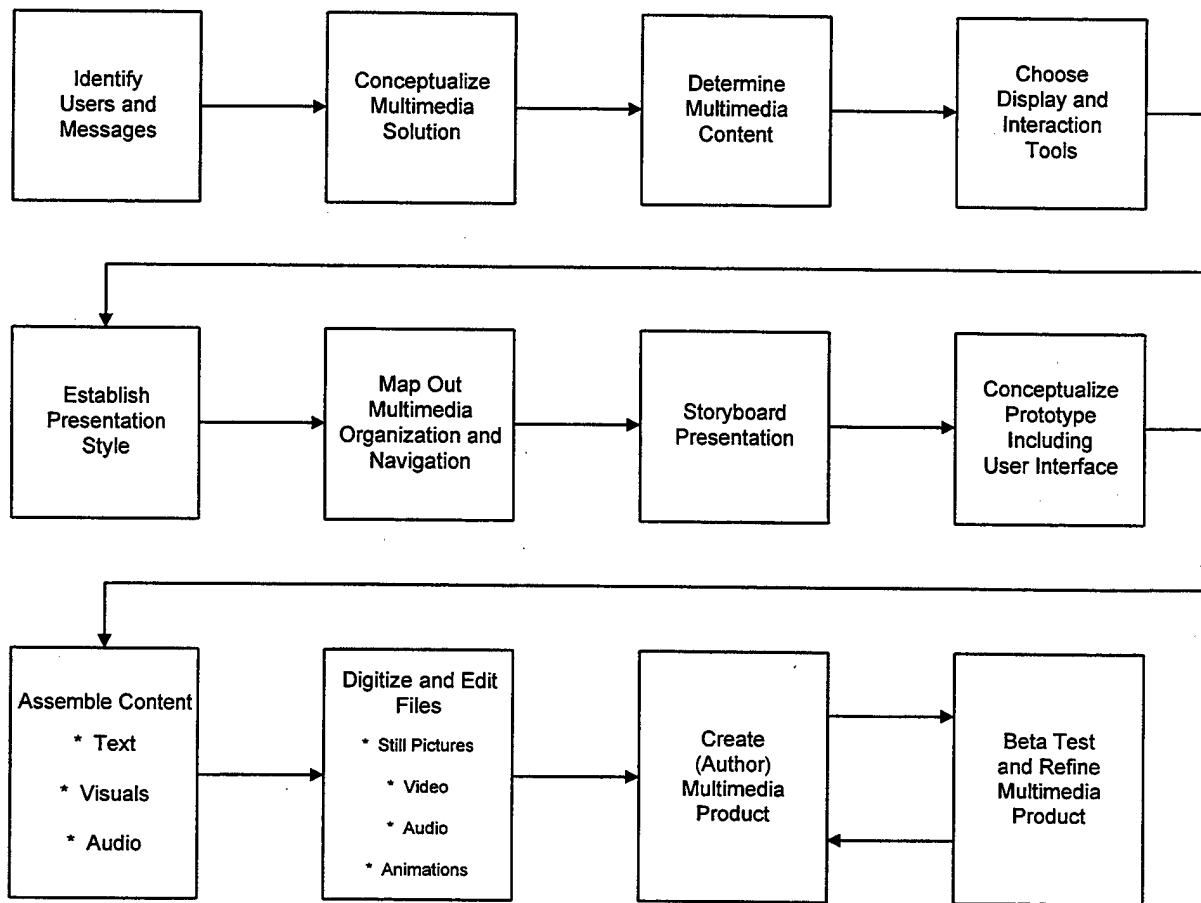 Identify
Users and
Messages
Conceptualize
Multimedia
Solution
Determine
Multimedia
Content
Choose
Display and
Interaction
Tools
Establish
Presentation
Style
Map Out
Multimedia
Organization and
Navigation
Storyboard
Presentation
Conceptualize
Prototype
Including
User Interface
Assemble Content
* Text
* Visuals
* Audio
Digitize and Edit
Files
* Still Pictures
* Video
* Audio
* Animations
Create
(Author)
Multimedia
Product
Beta Test
and Refine
Multimedia
Product